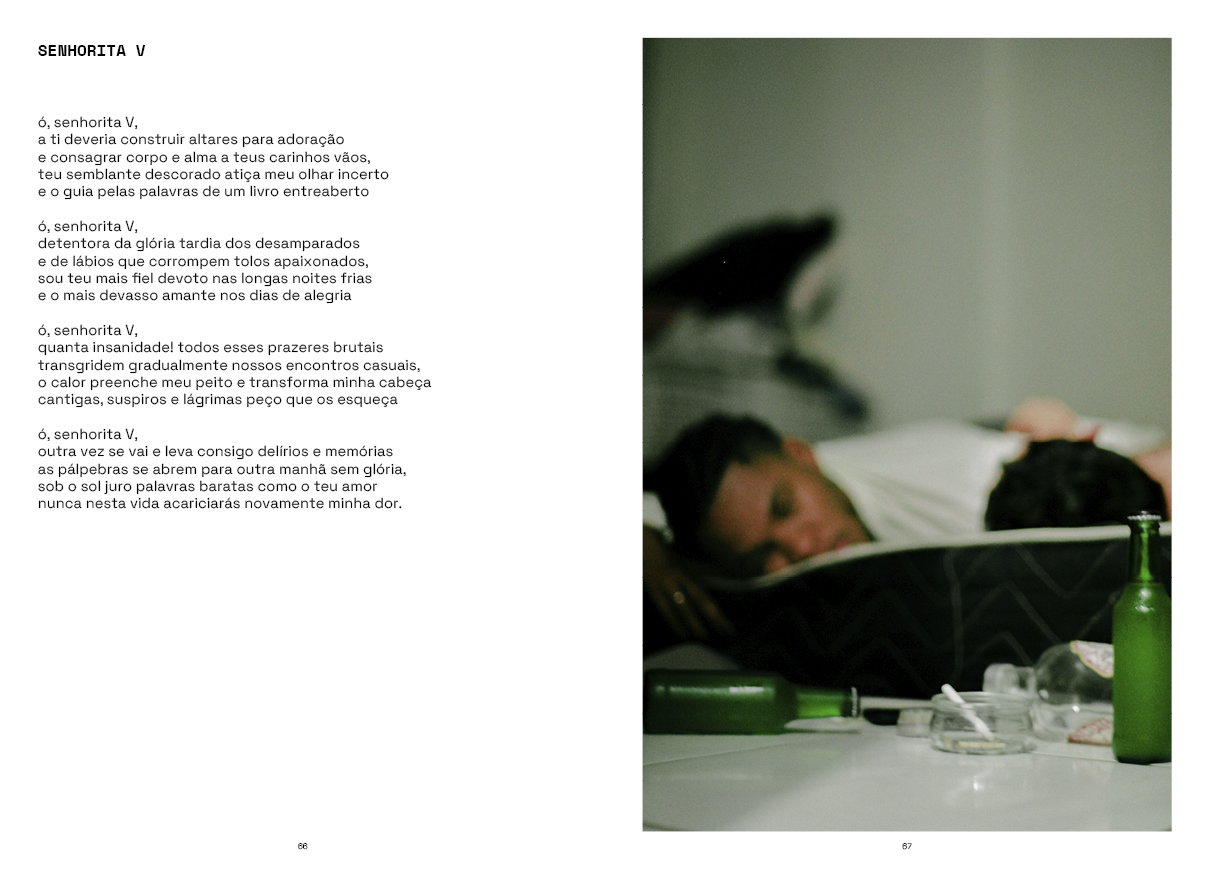 SENHORITA V
ó, senhorita V,
a ti deveria construir altares para adoração
e consagrar corpo e alma a teus carinhos vãos,
teu semblante descorado atiça meu olhar incerto
e o guia pelas palavras de um livro entreaberto
ó, senhorita V,
detentora da glória tardia dos desamparados
e de lábios que corrompem tolos apaixonados,
sou teu mais fiel devoto nas longas noites frias
e o mais devasso amante nos dias de alegria
ó, senhorita V,
quanta insanidade! todos esses prazeres brutais
transgridem gradualmente nossos encontros casuais,
o calor preenche meu peito e transforma minha cabeça
cantigas, suspiros e lágrimas peço que os esqueça
ó, senhorita V,
outra vez se vai e leva consigo delírios e memórias
as pálpebras se abrem para outra manhã sem glória,
sob o sol juro palavras baratas como o teu amor
nunca nesta vida acariciarás novamente minha dor.
66
67